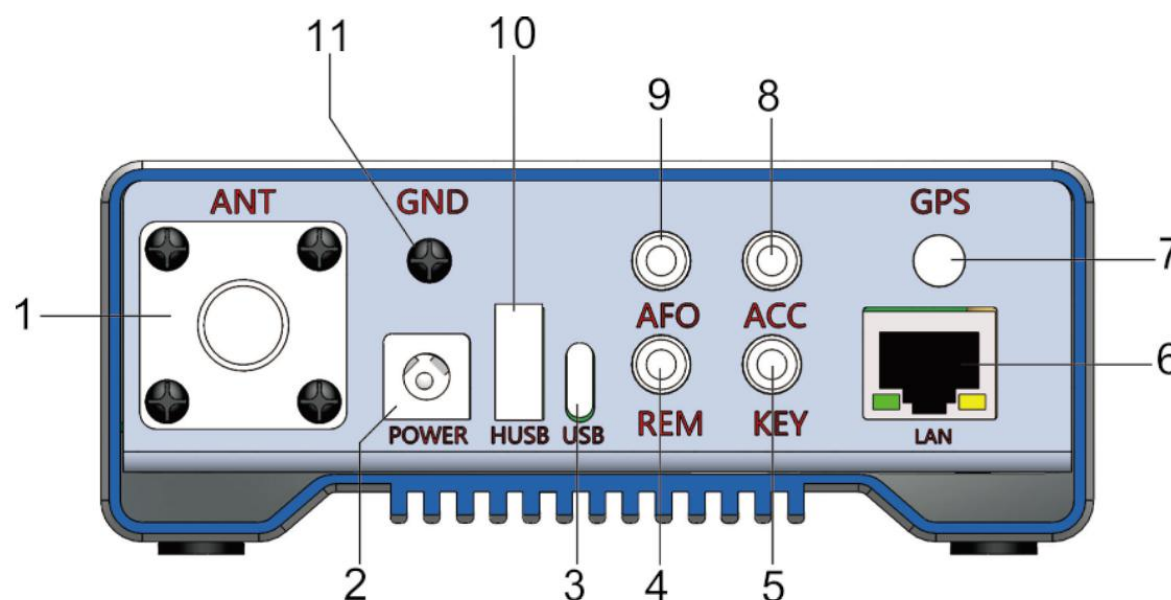 11
10
9
8
ANT
GND
GPS
7
1
AFO
ACC
6
POWER
HUSB
USB
REM
KEY
LAN
2
3
4
5